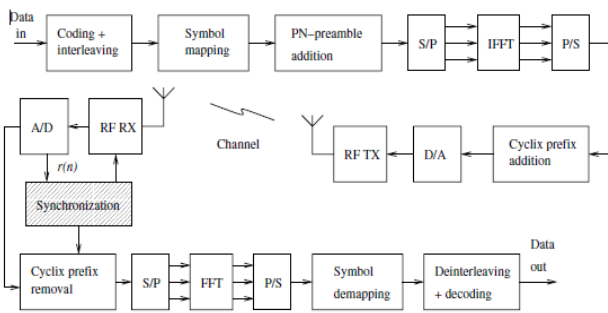 Data
in
Coding +
interleaving
Symbol
mapping
PN–preamble
addition
S/P
IFFT
P/S
A/D
RF RX
Channel
RF TX
D/A
Cyclix prefix
addition
r(n)
Synchronization
Cyclix prefix
removal
S/P
FFT
P/S
Symbol
demapping
Deinterleaving
+ decoding
Data
out